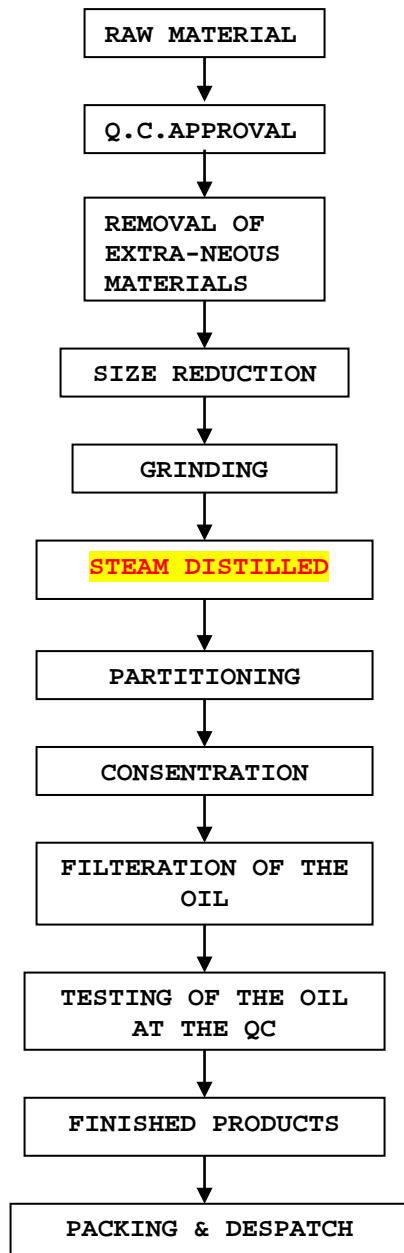 RAW MATERIAL
Q.C.APPROVAL
REMOVAL OF
EXTRA-NEOUS
MATERIALS
SIZE REDUCTION
GRINDING
STEAM DISTILLED
PARTITIONING
CONSENTRATION
FILTERATION OF THE
OIL
TESTING OF THE OIL
AT THE QC
FINISHED PRODUCTS
PACKING & DESPATCH